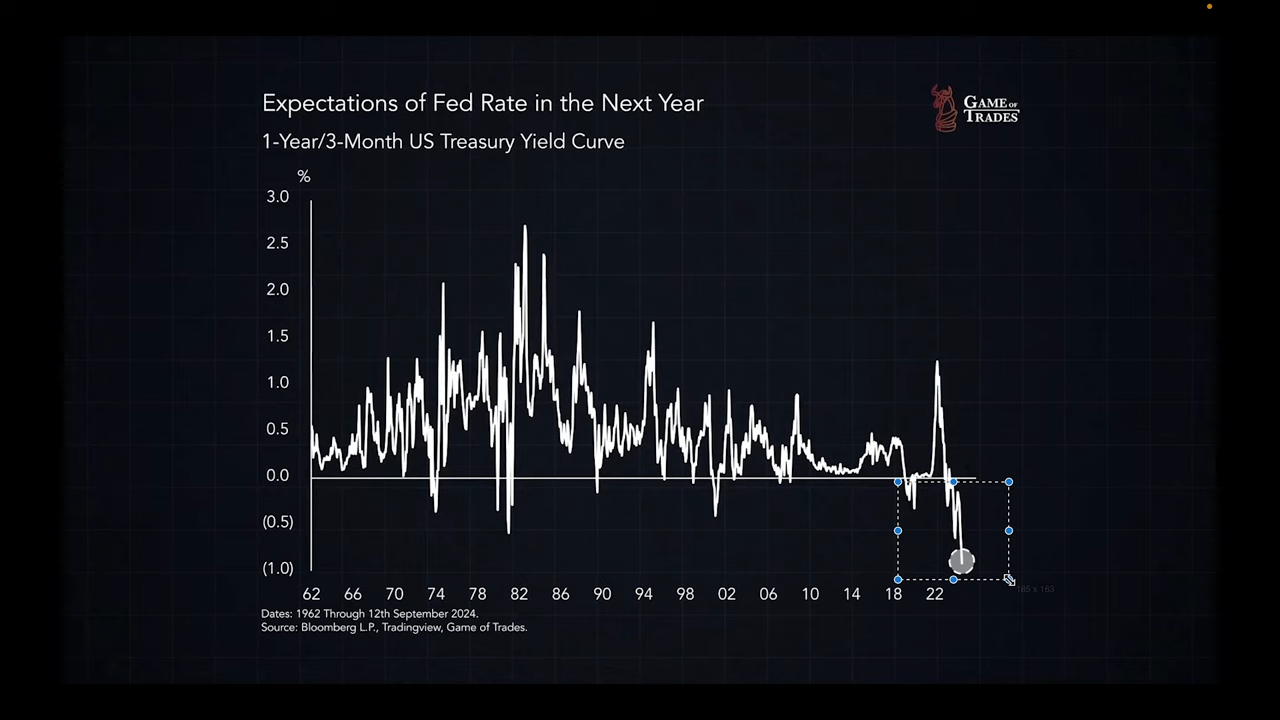 Expectations of Fed Rate in the Next Year
GAME OF
TRADES
1-Year/3-Month US Treasury Yield Curve
%
3.0
2.5
2.0
1.5
1.0
0.5
0.0
(0.5)
(1.0)
62 66 70 74 78 82 86 90 94 98 02 06 10 14 18 22
185 x 163
Dates: 1962 Through 12th September 2024.
Source: Bloomberg L.P., Tradingview, Game of Trades.